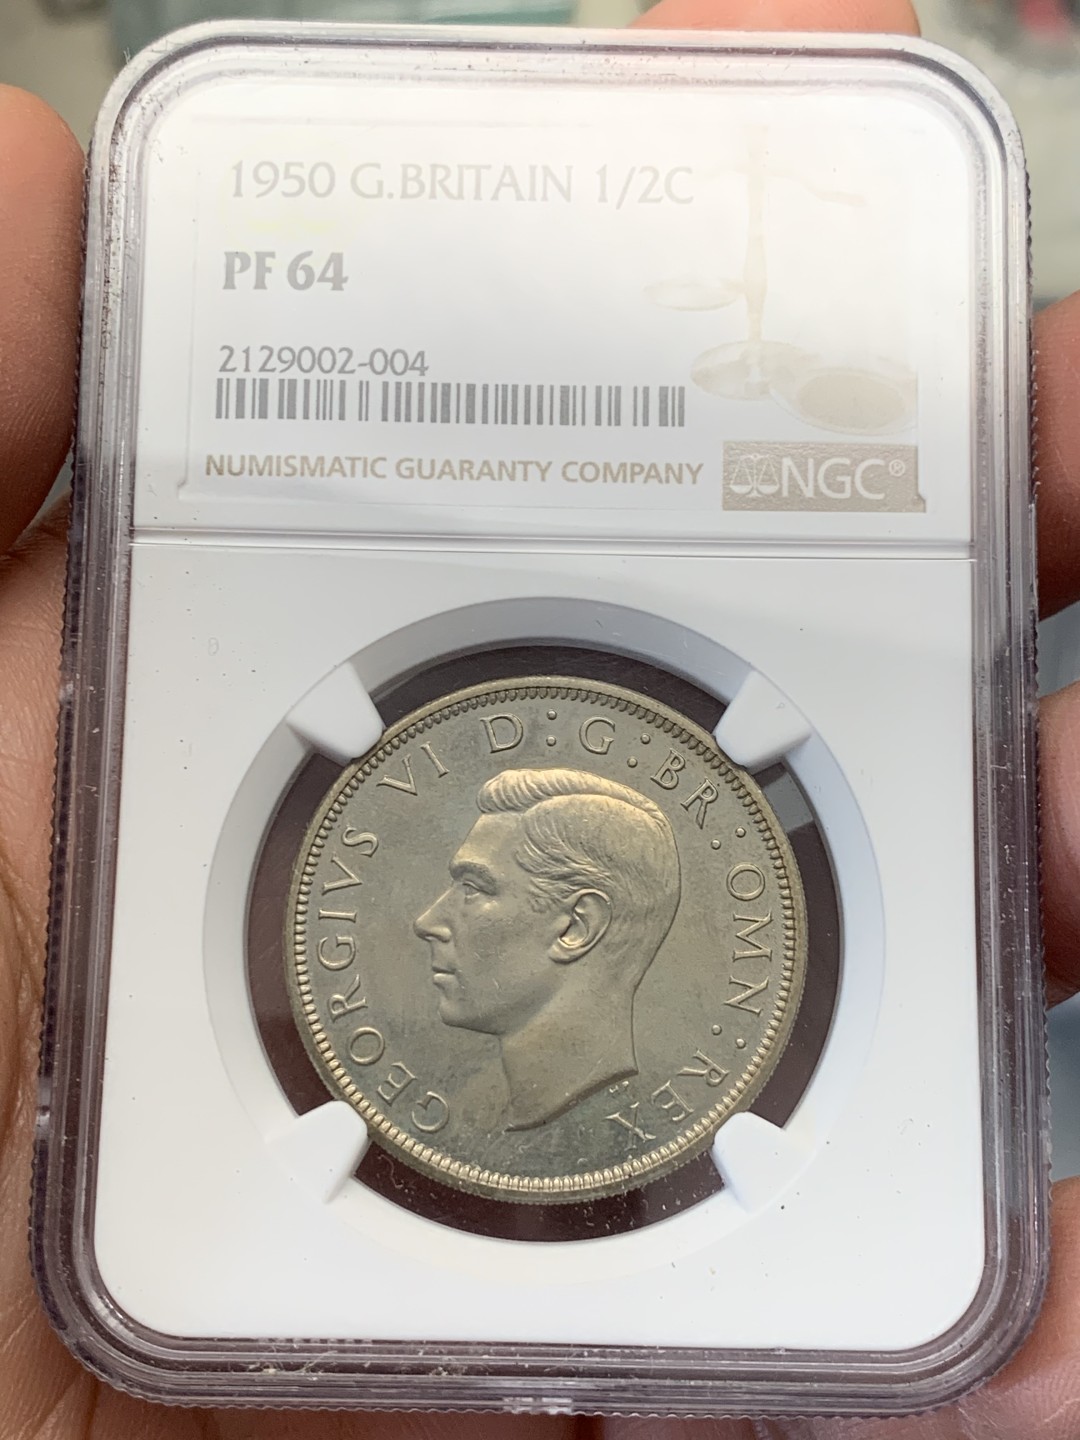 1950 G.BRITAIN 1/2C
PF 64
2129002-004
NUMISMATIC GUARANTY COMPANY
NGC®
GEORGIVS VI D:G:BR:OMN·REX